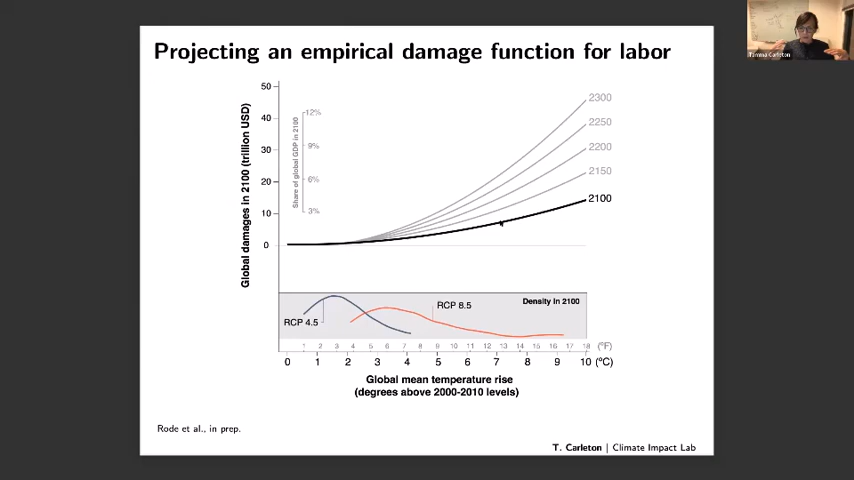 Projecting an empirical damage function for labor
Tamma Carleton
Global damages in 2100 (trillion USD)
50
40
30
20
10
0
Share of global GDP in 2100
12%
9%
6%
3%
2300
2250
2200
2150
2100
Density in 2100
RCP 4.5
RCP 8.5
1 2 3 4 5 6 7 8 9 10 11 12 13 14 15 16 17 18 (°F)
0 1 2 3 4 5 6 7 8 9 10 (°C)
Global mean temperature rise
(degrees above 2000-2010 levels)
Rode et al., in prep.
T. Carleton | Climate Impact Lab